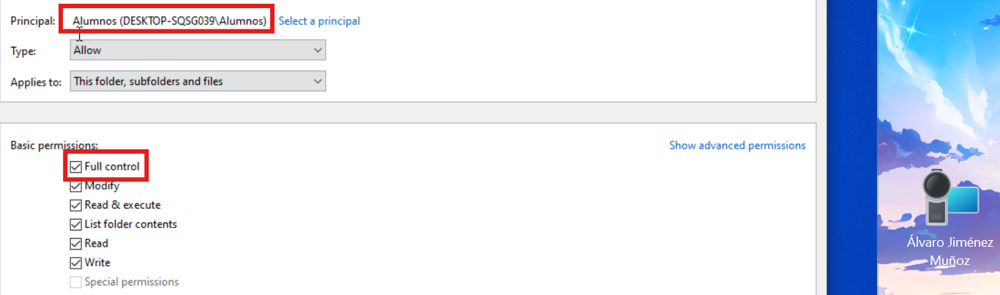 Principal: Alumnos (DESKTOP-SQSG039\Alumnos) Select a principal
Type: Allow
Applies to: This folder, subfolders and files
Basic permissions: Show advanced permissions
Full control
Modify
Read & execute
List folder contents
Read
Write
Special permissions
Álvaro Jiménez
Muñoz